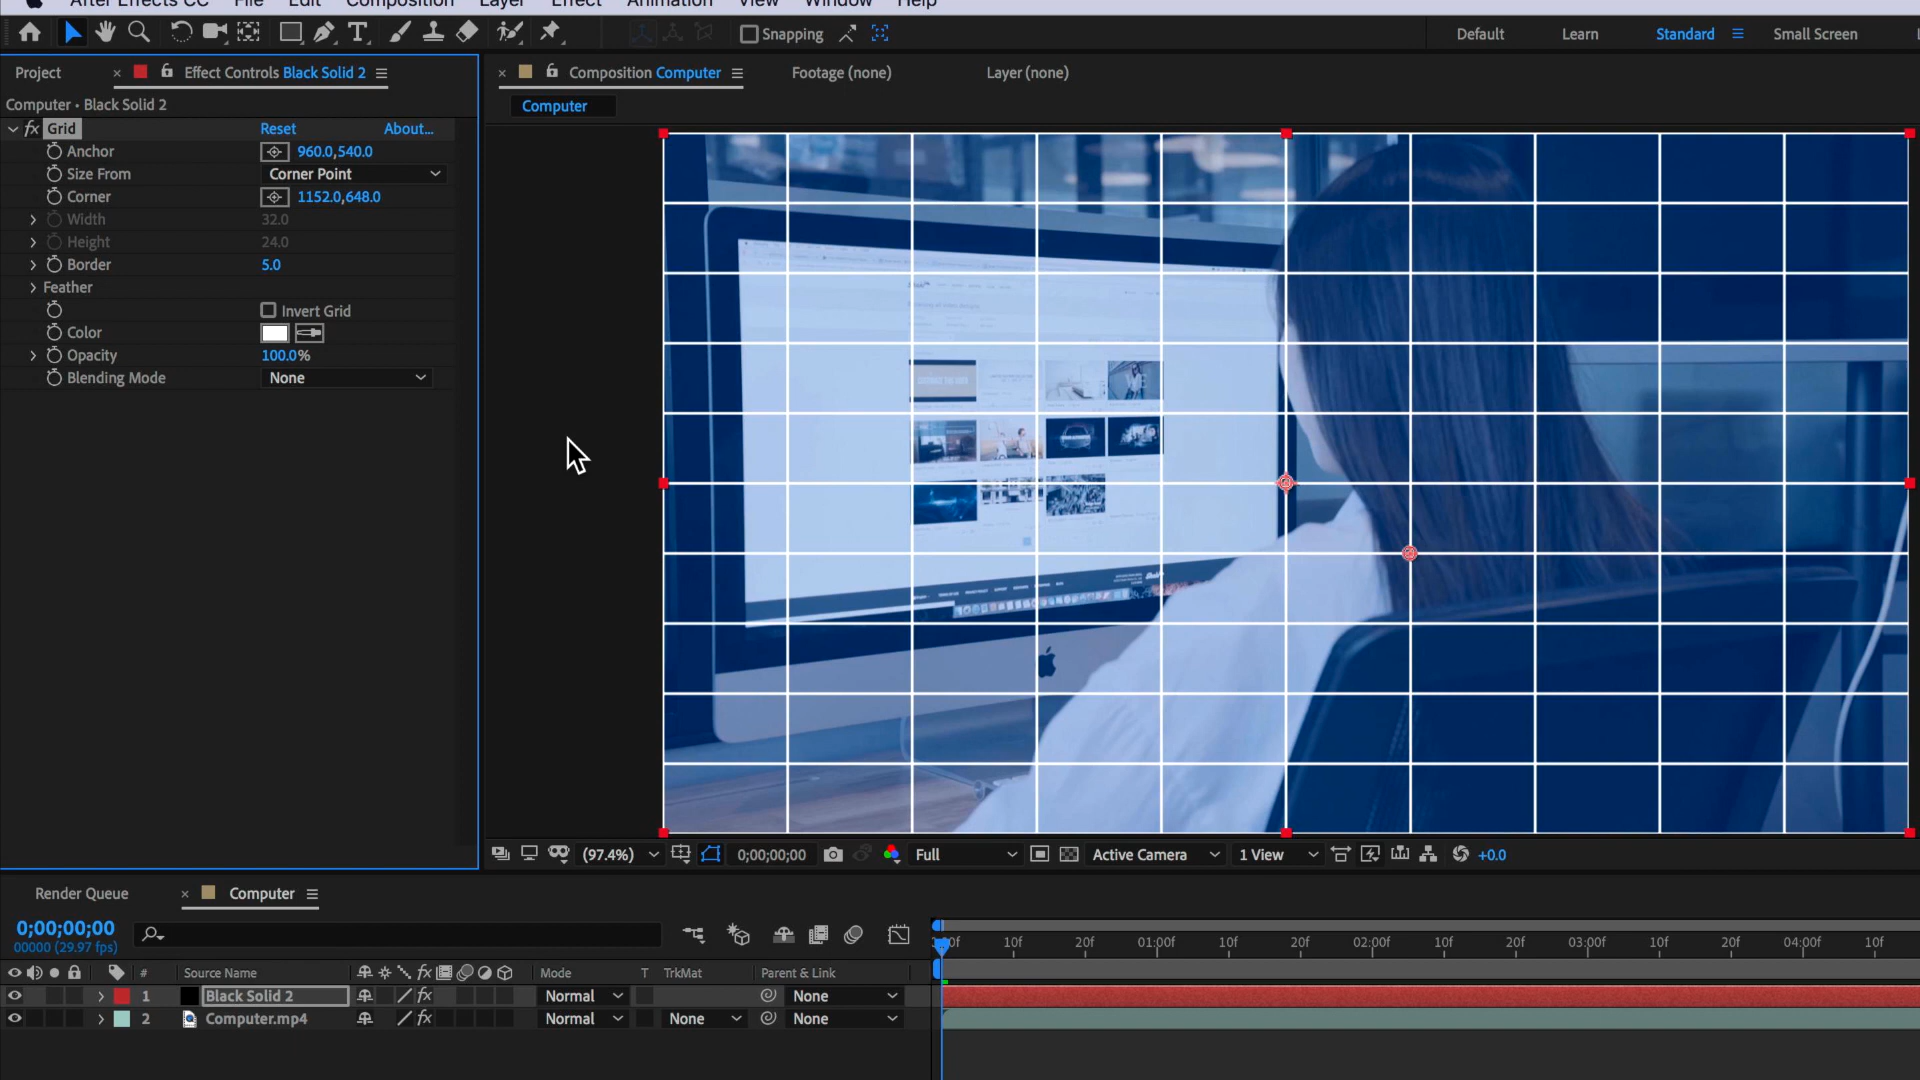 After Effects CC File Edit Composition Layer Effect Animation View Window Help
Snapping Default Learn Standard Small Screen
Project Effect Controls Black Solid 2 Composition Computer Footage (none) Layer (none)
Computer • Black Solid 2
Computer
fx Grid Reset About...
Anchor 960.0,540.0
Size From Corner Point
Corner 1152.0,648.0
Width 32.0
Height 24.0
Border 5.0
Feather
Invert Grid
Color
Opacity 100.0%
Blending Mode None
(97.4%) 0;00;00;00 Full Active Camera 1 View +0.0
Render Queue Computer
0;00;00;00
00000 (29.97 fps)
10f 20f 01:00f 10f 20f 02:00f 10f 20f 03:00f 10f 20f 04:00f 10f
# Source Name fx Mode T TrkMat Parent & Link
1 Black Solid 2 fx Normal None
2 Computer.mp4 fx Normal None None